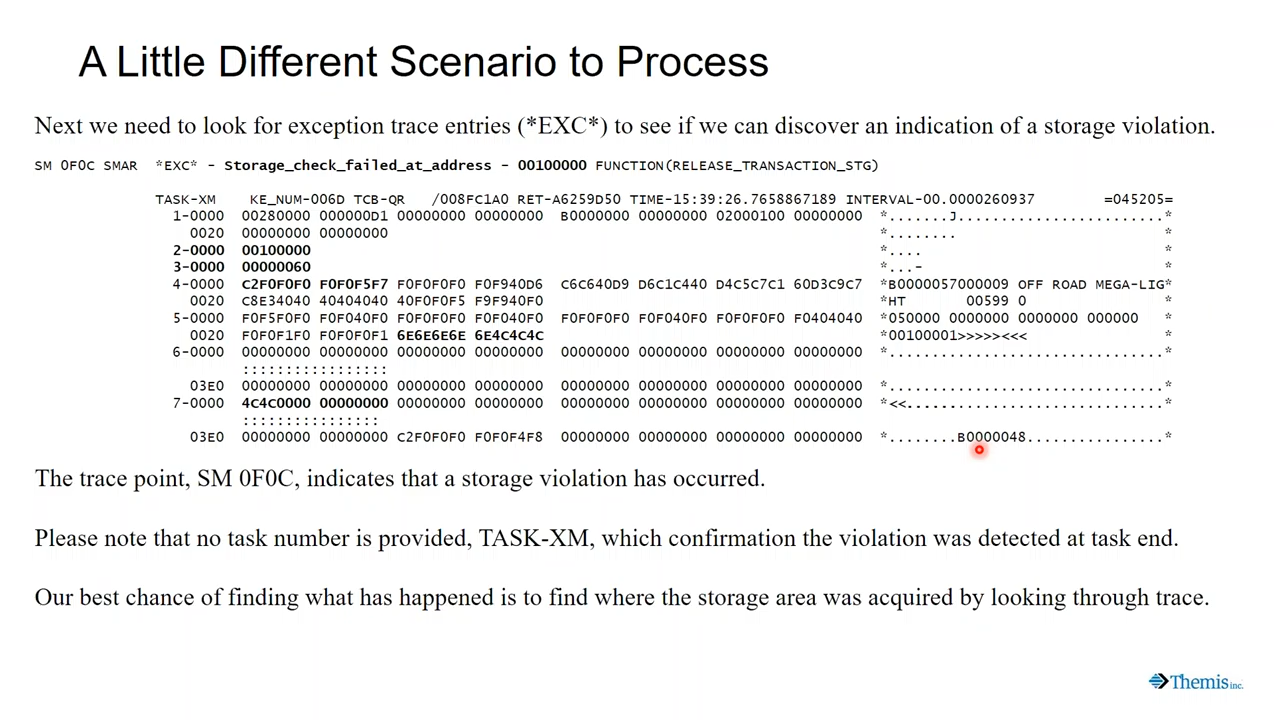 A Little Different Scenario to Process
Next we need to look for exception trace entries (*EXC*) to see if we can discover an indication of a storage violation.
SM 0F0C SMAR *EXC* - Storage_check_failed_at_address - 00100000 FUNCTION(RELEASE_TRANSACTION_STG)
TASK-XM KE_NUM-006D TCB-QR /008FC1A0 RET-A6259D50 TIME-15:39:26.7658867189 INTERVAL-00.0000260937 =045205=
1-0000 00280000 000000D1 00000000 00000000 B0000000 00000000 02000100 00000000 *.......J........................*
0020 00000000 00000000 *........ *
2-0000 00100000 *.... *
3-0000 00000060 *...- *
4-0000 C2F0F0F0 F0F0F5F7 F0F0F0F0 F0F940D6 C6C640D9 D6C1C440 D4C5C7C1 60D3C9C7 *B0000057000009 OFF ROAD MEGA-LIG*
0020 C8E34040 40404040 40F0F0F5 F9F940F0 *HT 00599 0 *
5-0000 F0F5F0F0 F0F040F0 F0F0F0F0 F0F040F0 F0F0F0F0 F0F040F0 F0F0F0F0 F0404040 *050000 0000000 0000000 000000 *
0020 F0F0F1F0 F0F0F0F1 6E6E6E6E 6E4C4C4C *00100001>>>>><<< *
6-0000 00000000 00000000 00000000 00000000 00000000 00000000 00000000 00000000 *................................*
:::::::::::::::::
03E0 00000000 00000000 00000000 00000000 00000000 00000000 00000000 00000000 *................................*
7-0000 4C4C0000 00000000 00000000 00000000 00000000 00000000 00000000 00000000 *<<..............................*
::::::::::::::::
03E0 00000000 00000000 C2F0F0F0 F0F0F4F8 00000000 00000000 00000000 00000000 *........B0000048................*
The trace point, SM 0F0C, indicates that a storage violation has occurred.
Please note that no task number is provided, TASK-XM, which confirmation the violation was detected at task end.
Our best chance of finding what has happened is to find where the storage area was acquired by looking through trace.
Themis inc.